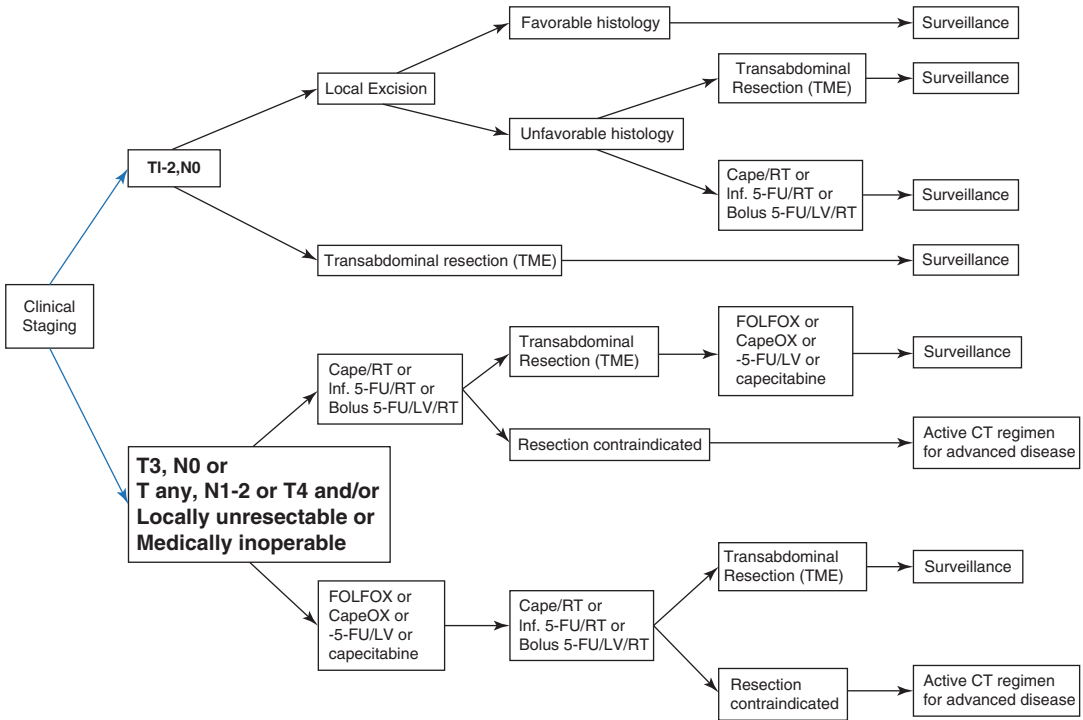 Favorable histology
Surveillance
Local Excision
Transabdominal
Resection (TME)
Surveillance
Unfavorable histology
TI-2,N0
Cape/RT or
Inf. 5-FU/RT or
Bolus 5-FU/LV/RT
Surveillance
Transabdominal resection (TME)
Surveillance
Clinical
Staging
Cape/RT or
Inf. 5-FU/RT or
Bolus 5-FU/LV/RT
Transabdominal
Resection (TME)
FOLFOX or
CapeOX or
-5-FU/LV or
capecitabine
Surveillance
Resection contraindicated
Active CT regimen
for advanced disease
T3, N0 or
T any, N1-2 or T4 and/or
Locally unresectable or
Medically inoperable
FOLFOX or
CapeOX or
-5-FU/LV or
capecitabine
Cape/RT or
Inf. 5-FU/RT or
Bolus 5-FU/LV/RT
Transabdominal
Resection (TME)
Surveillance
Resection
contraindicated
Active CT regimen
for advanced disease